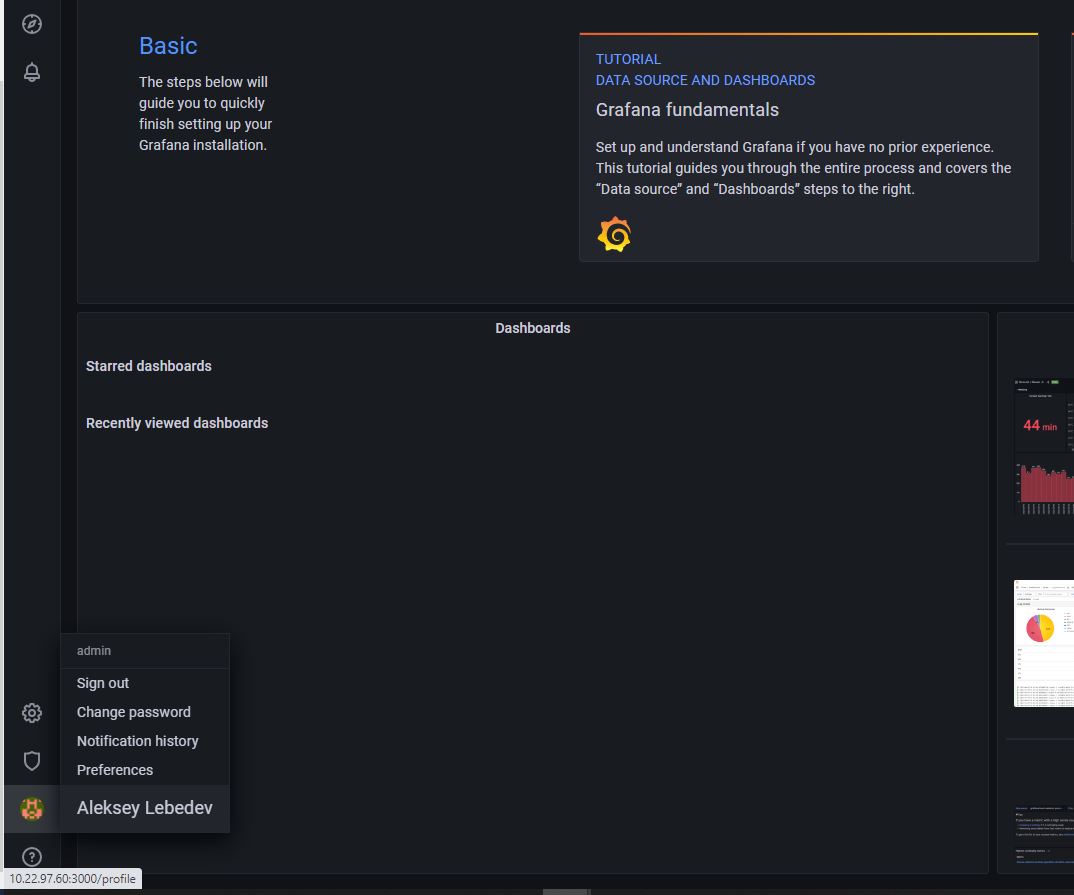 Basic
The steps below will
guide you to quickly
finish setting up your
Grafana installation.
TUTORIAL
DATA SOURCE AND DASHBOARDS
Grafana fundamentals
Set up and understand Grafana if you have no prior experience.
This tutorial guides you through the entire process and covers the
“Data source” and “Dashboards” steps to the right.
Dashboards
Starred dashboards
Recently viewed dashboards
44 min
admin
Sign out
Change password
Notification history
Preferences
Aleksey Lebedev
10.22.97.60:3000/profile